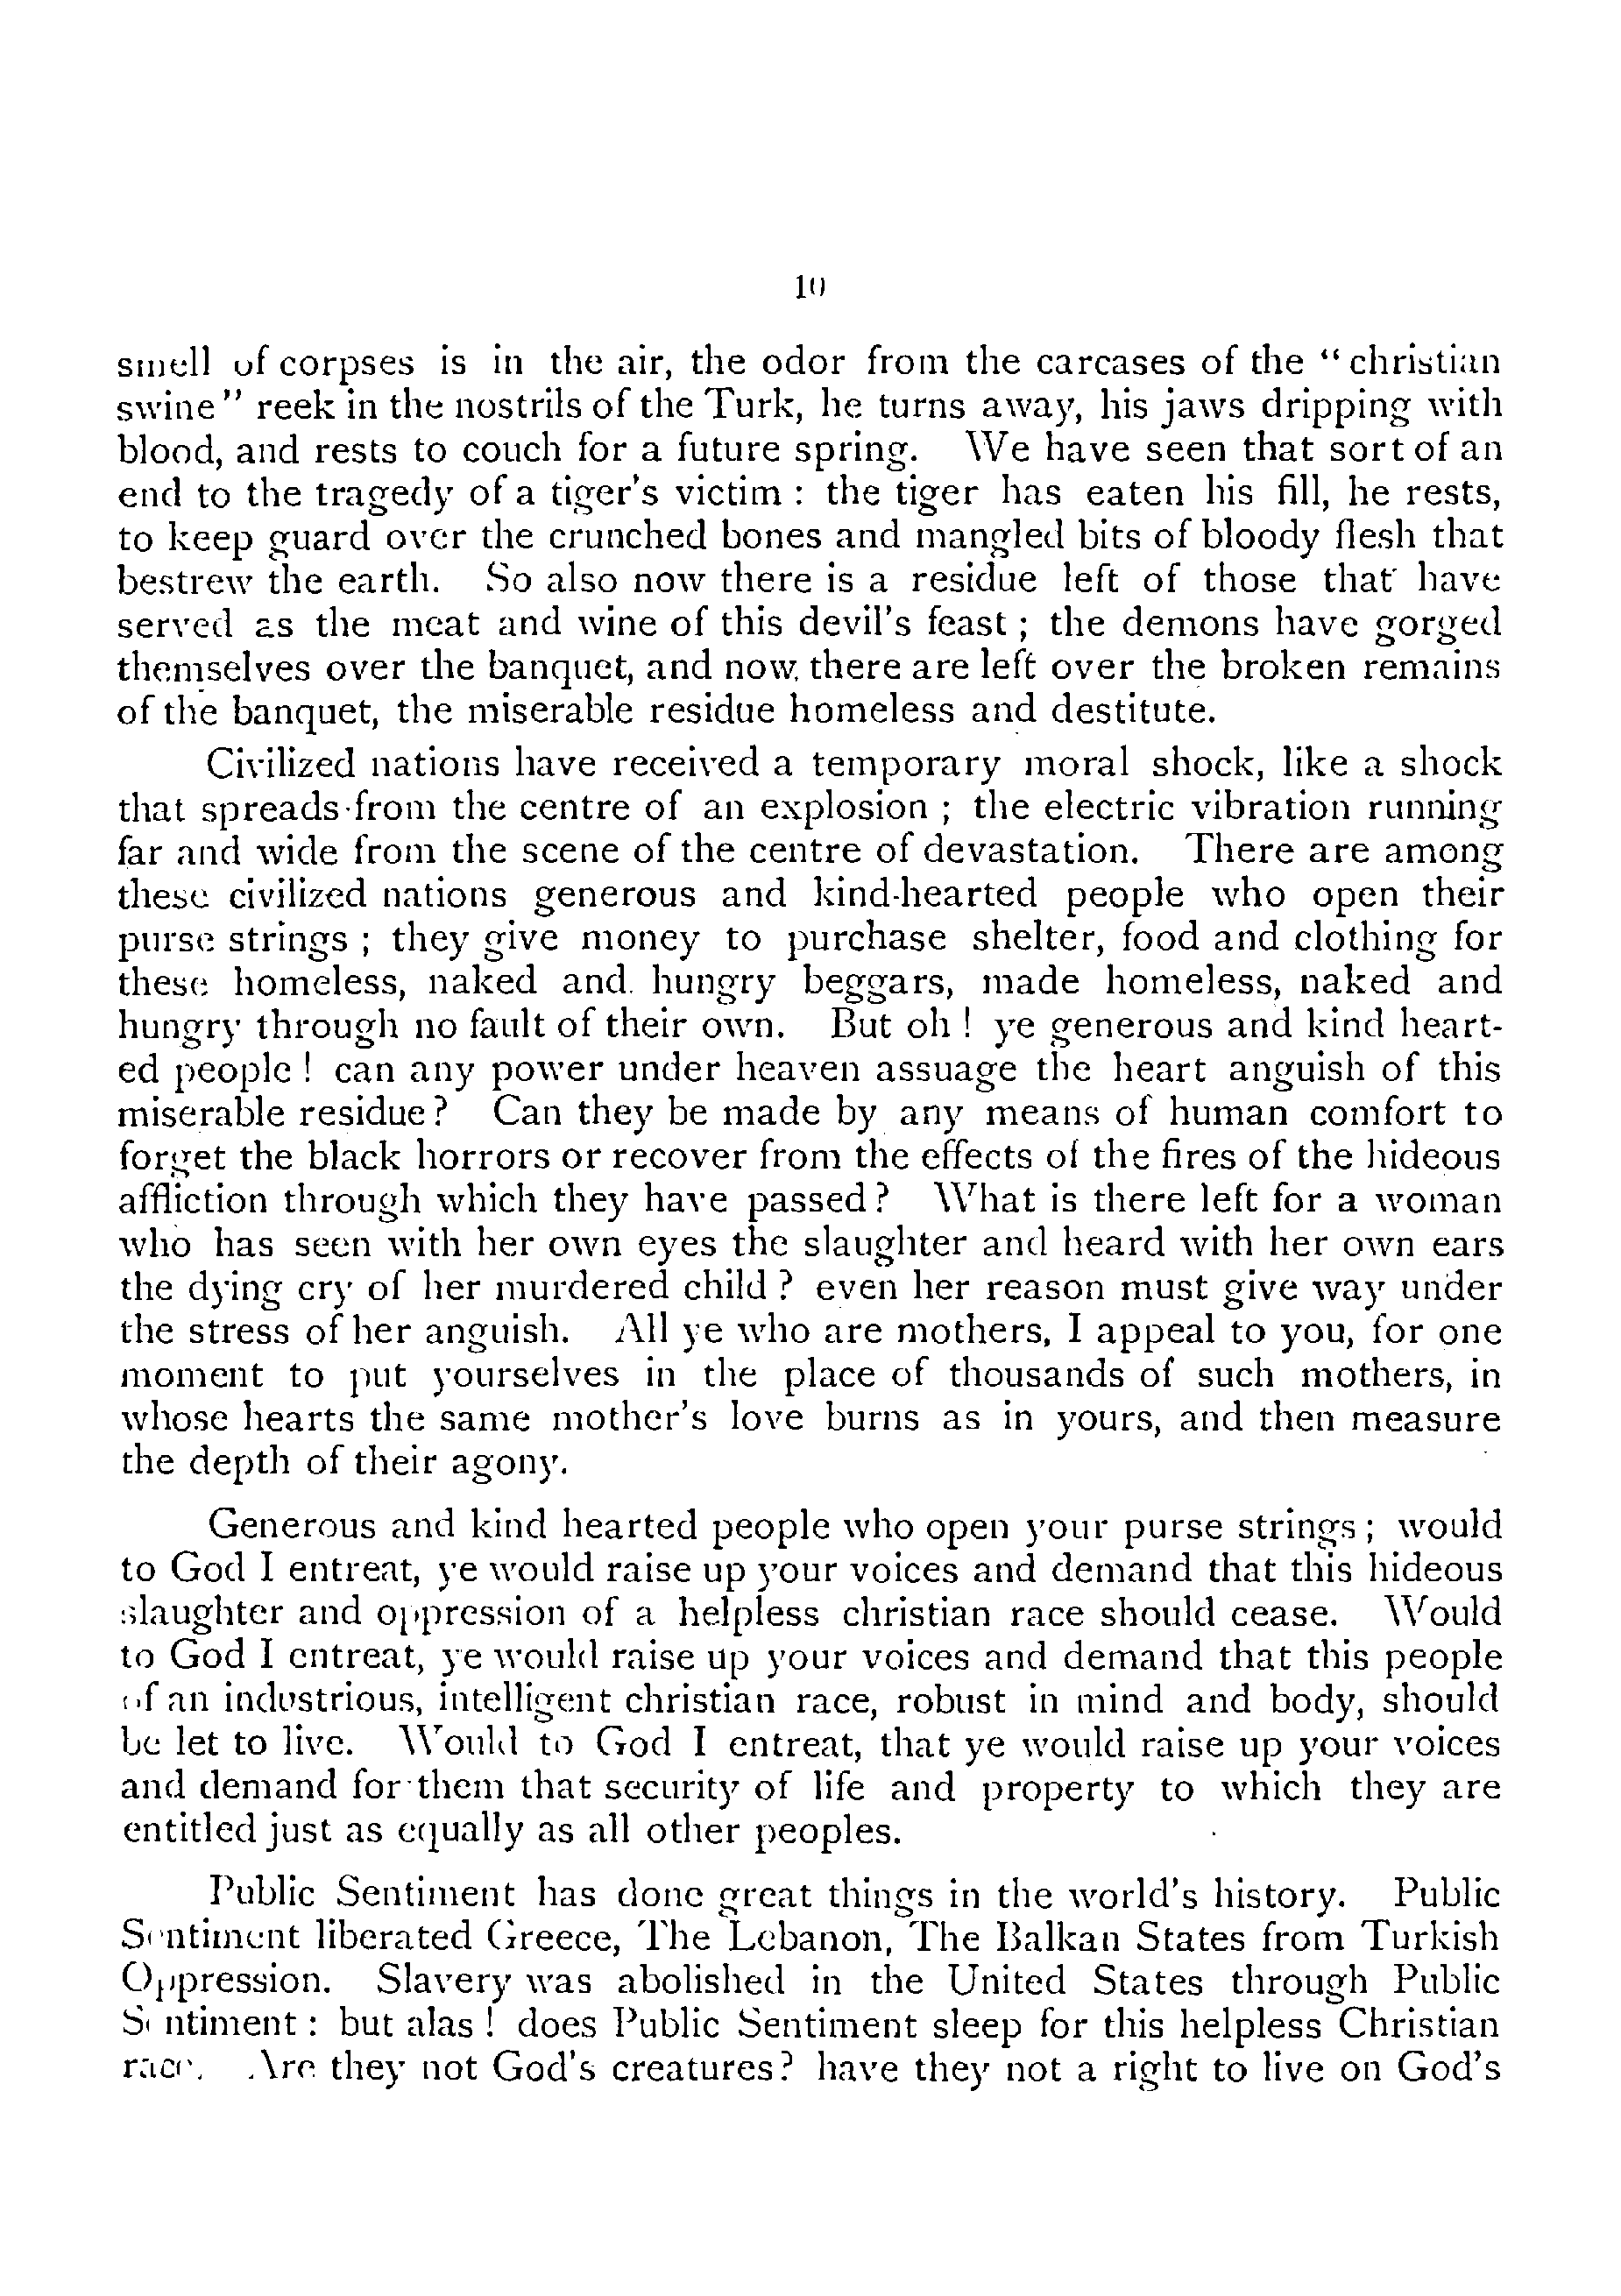 10
smell of corpses is in the air, the odor from the carcases of the “ christian
swine ” reek in the nostrils of the Turk, he turns away, his jaws dripping with
blood, and rests to couch for a future spring. We have seen that sort of an
end to the tragedy of a tiger's victim : the tiger has eaten his fill, he rests,
to keep guard over the crunched bones and mangled bits of bloody flesh that
bestrew the earth. So also now there is a residue left of those that have
served as the meat and wine of this devil's feast ; the demons have gorged
themselves over the banquet, and now, there are left over the broken remains
of the banquet, the miserable residue homeless and destitute.
Civilized nations have received a temporary moral shock, like a shock
that spreads from the centre of an explosion ; the electric vibration running
far and wide from the scene of the centre of devastation. There are among
these civilized nations generous and kind-hearted people who open their
purse strings ; they give money to purchase shelter, food and clothing for
these homeless, naked and hungry beggars, made homeless, naked and
hungry through no fault of their own. But oh ! ye generous and kind heart-
ed people ! can any power under heaven assuage the heart anguish of this
miserable residue ? Can they be made by any means of human comfort to
forget the black horrors or recover from the effects of the fires of the hideous
affliction through which they have passed ? What is there left for a woman
who has seen with her own eyes the slaughter and heard with her own ears
the dying cry of her murdered child ? even her reason must give way under
the stress of her anguish. All ye who are mothers, I appeal to you, for one
moment to put yourselves in the place of thousands of such mothers, in
whose hearts the same mother's love burns as in yours, and then measure
the depth of their agony.
Generous and kind hearted people who open your purse strings ; would
to God I entreat, ye would raise up your voices and demand that this hideous
slaughter and oppression of a helpless christian race should cease. Would
to God I entreat, ye would raise up your voices and demand that this people
of an industrious, intelligent christian race, robust in mind and body, should
be let to live. Would to God I entreat, that ye would raise up your voices
and demand for them that security of life and property to which they are
entitled just as equally as all other peoples.
Public Sentiment has done great things in the world's history. Public
Sentiment liberated Greece, The Lebanon, The Balkan States from Turkish
Oppression. Slavery was abolished in the United States through Public
Sentiment : but alas ! does Public Sentiment sleep for this helpless Christian
race. Are they not God's creatures ? have they not a right to live on God's